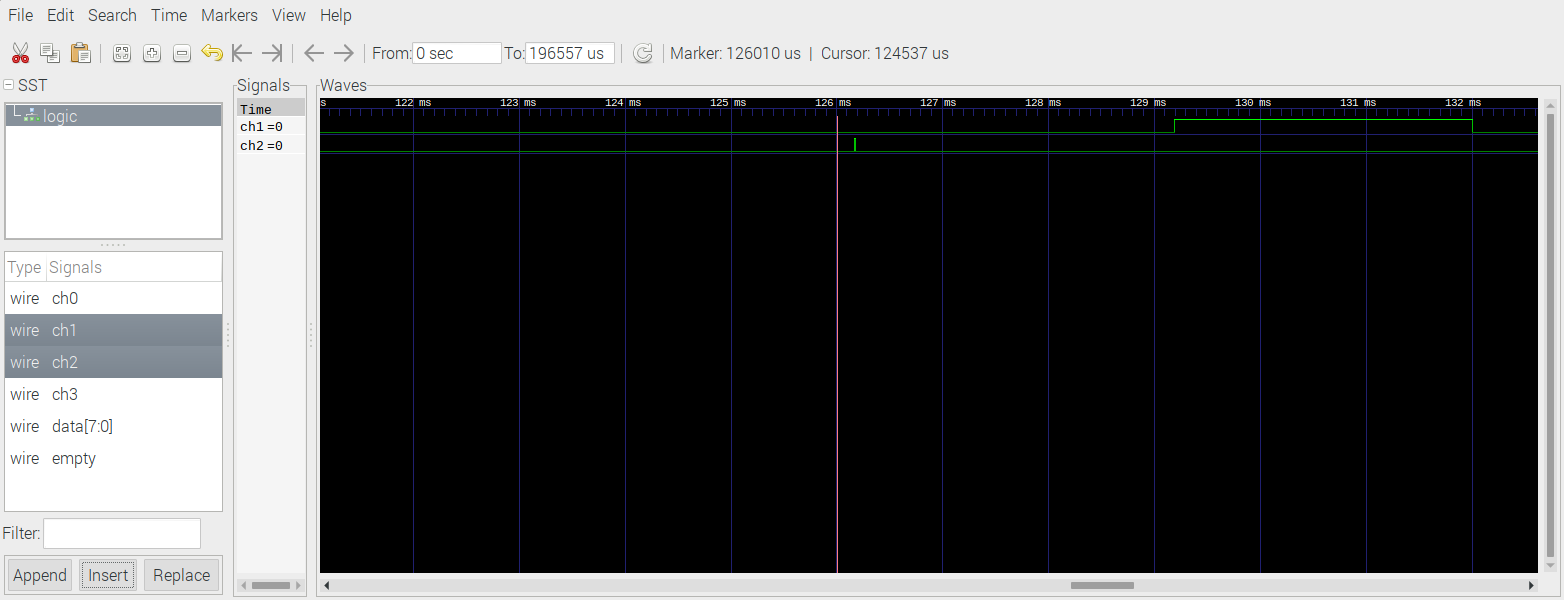 File Edit Search Time Markers View Help
From: 0 sec To: 196557 us Marker: 126010 us | Cursor: 124537 us
SST
logic
Type Signals
wire ch0
wire ch1
wire ch2
wire ch3
wire data[7:0]
wire empty
Filter:
Append Insert Replace
Signals
Time
ch1 =0
ch2 =0
Waves
s 122 ms 123 ms 124 ms 125 ms 126 ms 127 ms 128 ms 129 ms 130 ms 131 ms 132 ms